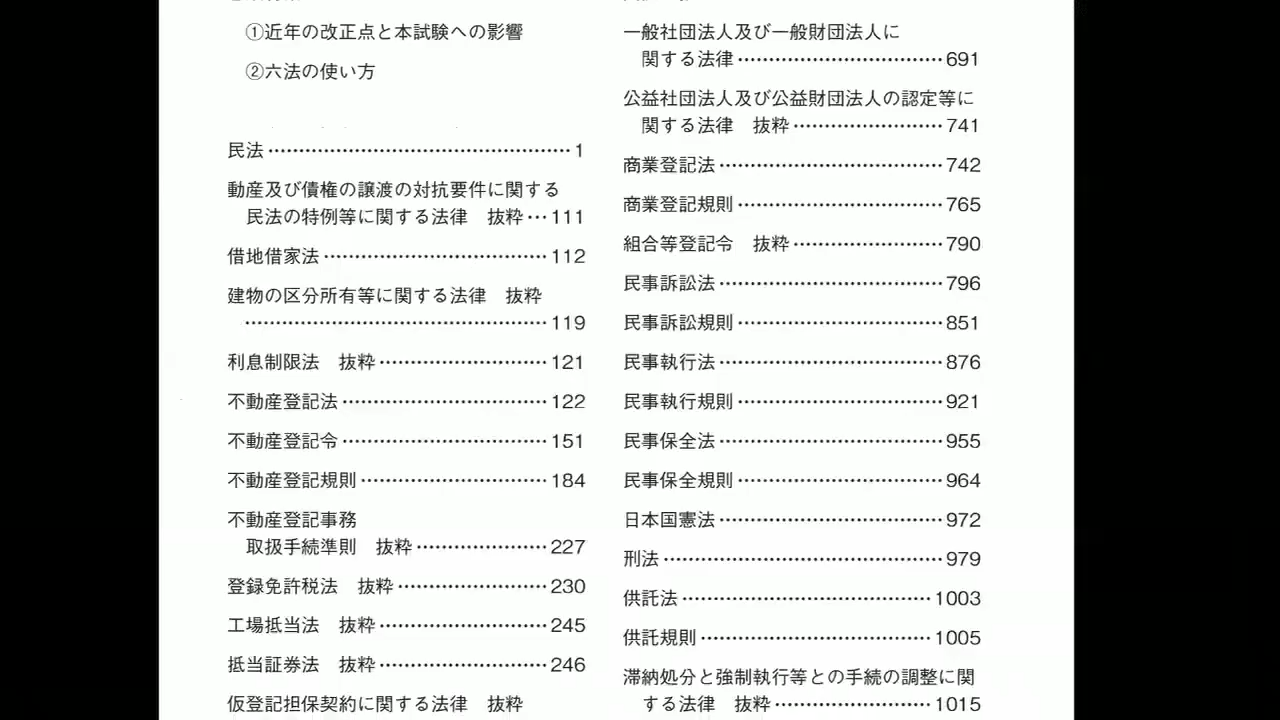 ①近年の改正点と本試験への影響
②六法の使い方
民法……………………………………………1
動産及び債権の譲渡の対抗要件に関する
民法の特例等に関する法律　抜粋…111
借地借家法………………………………112
建物の区分所有等に関する法律　抜粋
……………………………………………119
利息制限法　抜粋………………………121
不動産登記法……………………………122
不動産登記令……………………………151
不動産登記規則…………………………184
不動産登記事務
取扱手続準則　抜粋…………………227
登録免許税法　抜粋……………………230
工場抵当法　抜粋………………………245
抵当証券法　抜粋………………………246
仮登記担保契約に関する法律　抜粋
一般社団法人及び一般財団法人に
関する法律……………………………691
公益社団法人及び公益財団法人の認定等に
関する法律　抜粋……………………741
商業登記法………………………………742
商業登記規則……………………………765
組合等登記令　抜粋……………………790
民事訴訟法………………………………796
民事訴訟規則……………………………851
民事執行法………………………………876
民事執行規則……………………………921
民事保全法………………………………955
民事保全規則……………………………964
日本国憲法………………………………972
刑法………………………………………979
供託法……………………………………1003
供託規則…………………………………1005
滞納処分と強制執行等との手続の調整に関
する法律　抜粋………………………1015